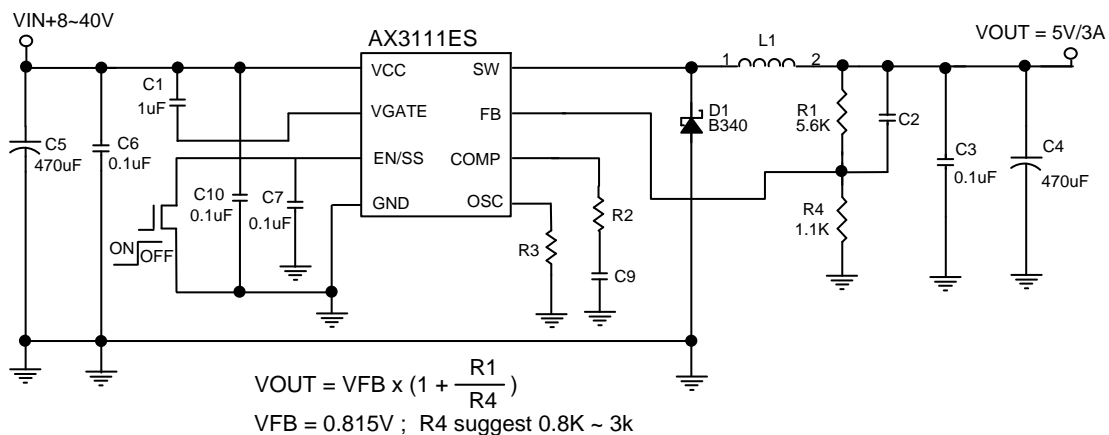 VIN+8~40V
AX3111ES
L1
VOUT = 5V/3A
VCC
SW
1
2
C1
1uF
VGATE
FB
D1
B340
R1
5.6K
C2
C5
470uF
C6
0.1uF
EN/SS
COMP
C3
0.1uF
C4
470uF
C10
0.1uF
C7
0.1uF
GND
OSC
R2
R4
1.1K
ON
OFF
R3
C9
VOUT = VFB x (1 + R1
R4 )
VFB = 0.815V ; R4 suggest 0.8K ~ 3k